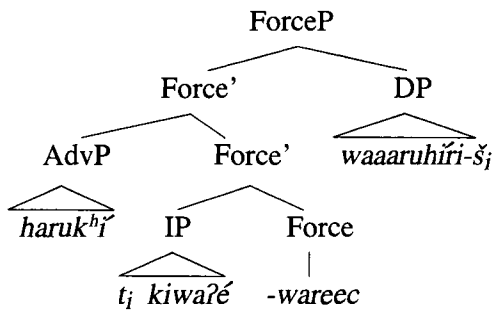 ForceP
Force’ DP
AdvP Force’ waaaruhíri-šᵢ
harukʰí IP Force
tᵢ kiwaʔé -wareec